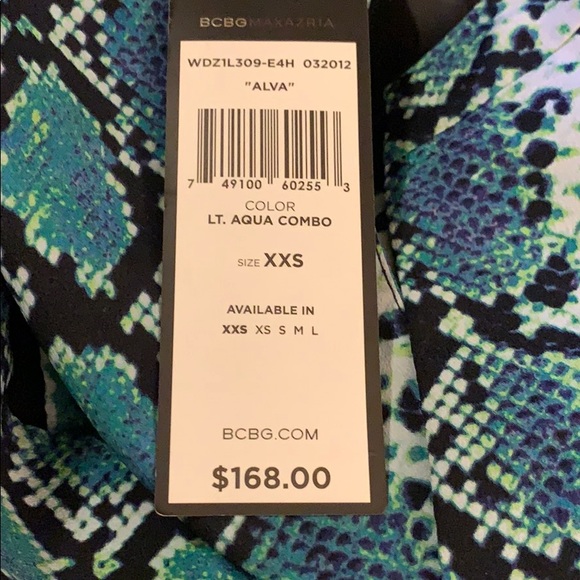 BCBGMAXAZRIA
WDZ1L309-E4H 032012
"ALVA"
7 49100 60255 3
COLOR
LT. AQUA COMBO
SIZE XXS
AVAILABLE IN
XXS XS S M L
BCBG.COM
$168.00